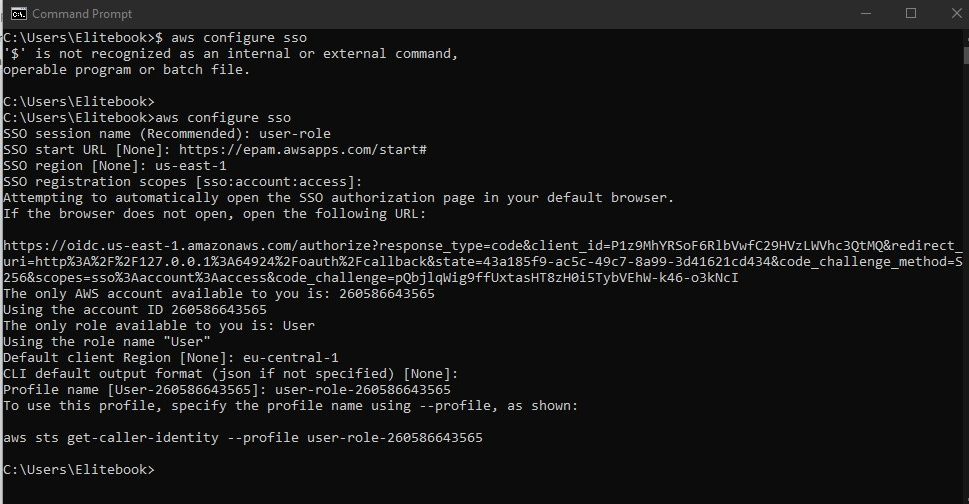 Command Prompt
C:\Users\Elitebook>$ aws configure sso
'$' is not recognized as an internal or external command,
operable program or batch file.
C:\Users\Elitebook>
C:\Users\Elitebook>aws configure sso
SSO session name (Recommended): user-role
SSO start URL [None]: https://epam.awsapps.com/start#
SSO region [None]: us-east-1
SSO registration scopes [sso:account:access]:
Attempting to automatically open the SSO authorization page in your default browser.
If the browser does not open, open the following URL:
https://oidc.us-east-1.amazonaws.com/authorize?response_type=code&client_id=P1z9MhYRSoF6RlbVwfC29HVzLWVhc3QtMQ&redirect_
uri=http%3A%2F%2F127.0.0.1%3A64924%2Foauth%2Fcallback&state=43a185f9-ac5c-49c7-8a99-3d41621cd434&code_challenge_method=S
256&scopes=sso%3Aaccount%3Aaccess&code_challenge=pQbjlqWig9ffUxtasHT8zH0i5TybVEhW-k46-o3kNcI
The only AWS account available to you is: 260586643565
Using the account ID 260586643565
The only role available to you is: User
Using the role name "User"
Default client Region [None]: eu-central-1
CLI default output format (json if not specified) [None]:
Profile name [User-260586643565]: user-role-260586643565
To use this profile, specify the profile name using --profile, as shown:
aws sts get-caller-identity --profile user-role-260586643565
C:\Users\Elitebook>